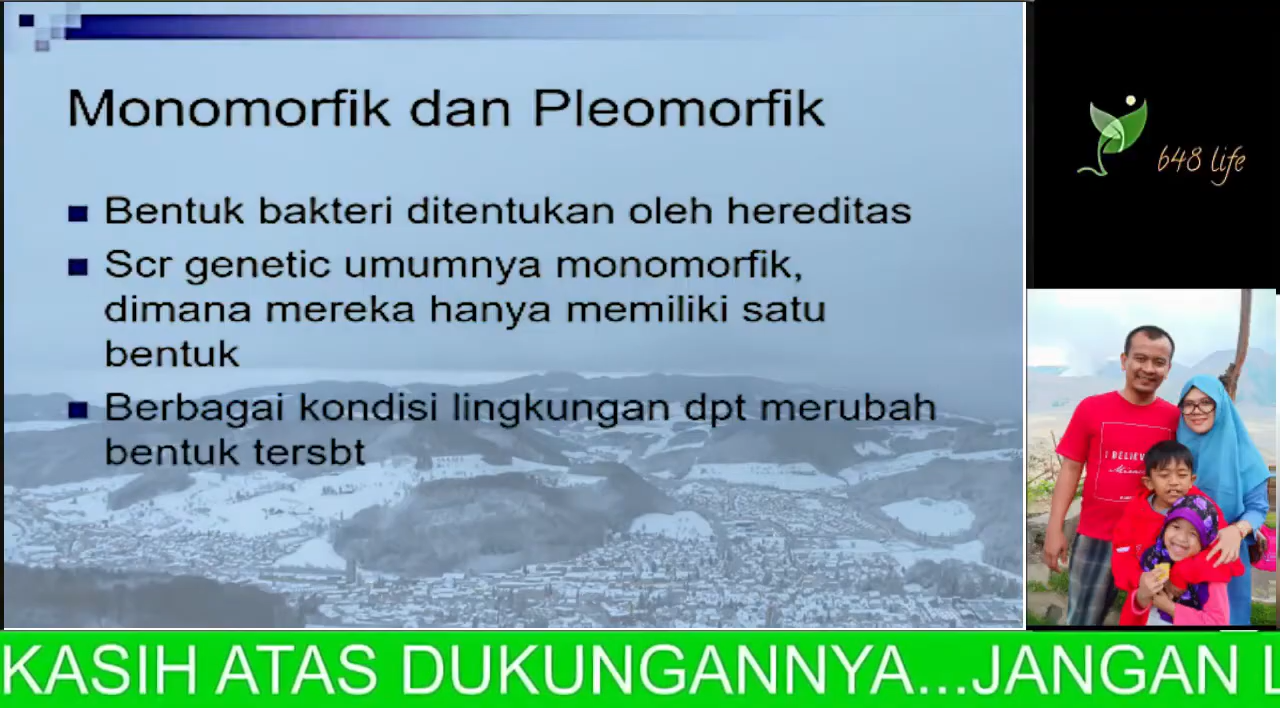 Monomorfik dan Pleomorfik
Bentuk bakteri ditentukan oleh hereditas
Scr genetic umumnya monomorfik,
dimana mereka hanya memiliki satu
bentuk
Berbagai kondisi lingkungan dpt merubah
bentuk tersbt
648 life
I BELIEV
KASIH ATAS DUKUNGANNYA...JANGAN L